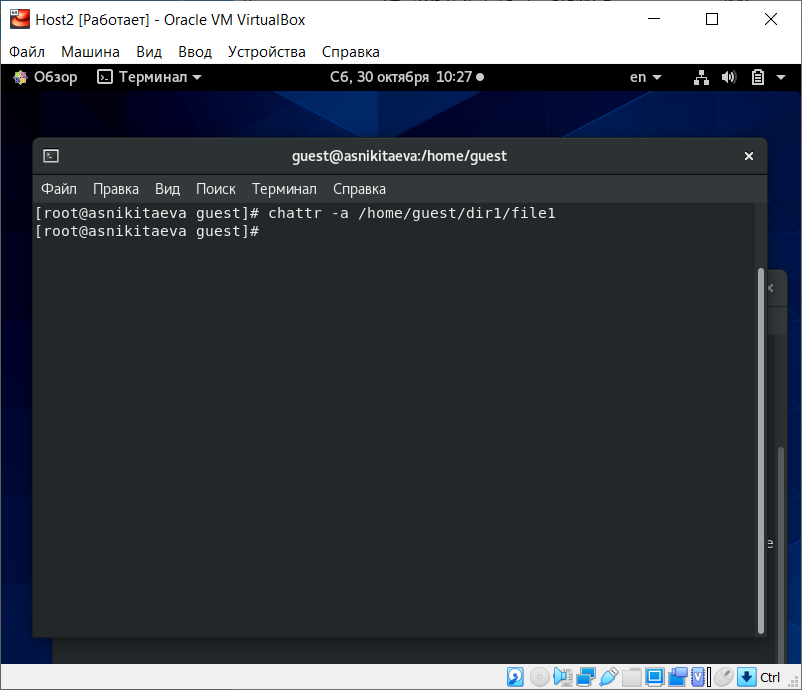 Host2 [Работает] - Oracle VM VirtualBox
Файл Машина Вид Ввод Устройства Справка
Обзор Терминал Сб, 30 октября 10:27 en
guest@asnikitaeva:/home/guest
Файл Правка Вид Поиск Терминал Справка
[root@asnikitaeva guest]# chattr -a /home/guest/dir1/file1
[root@asnikitaeva guest]#
Ctrl